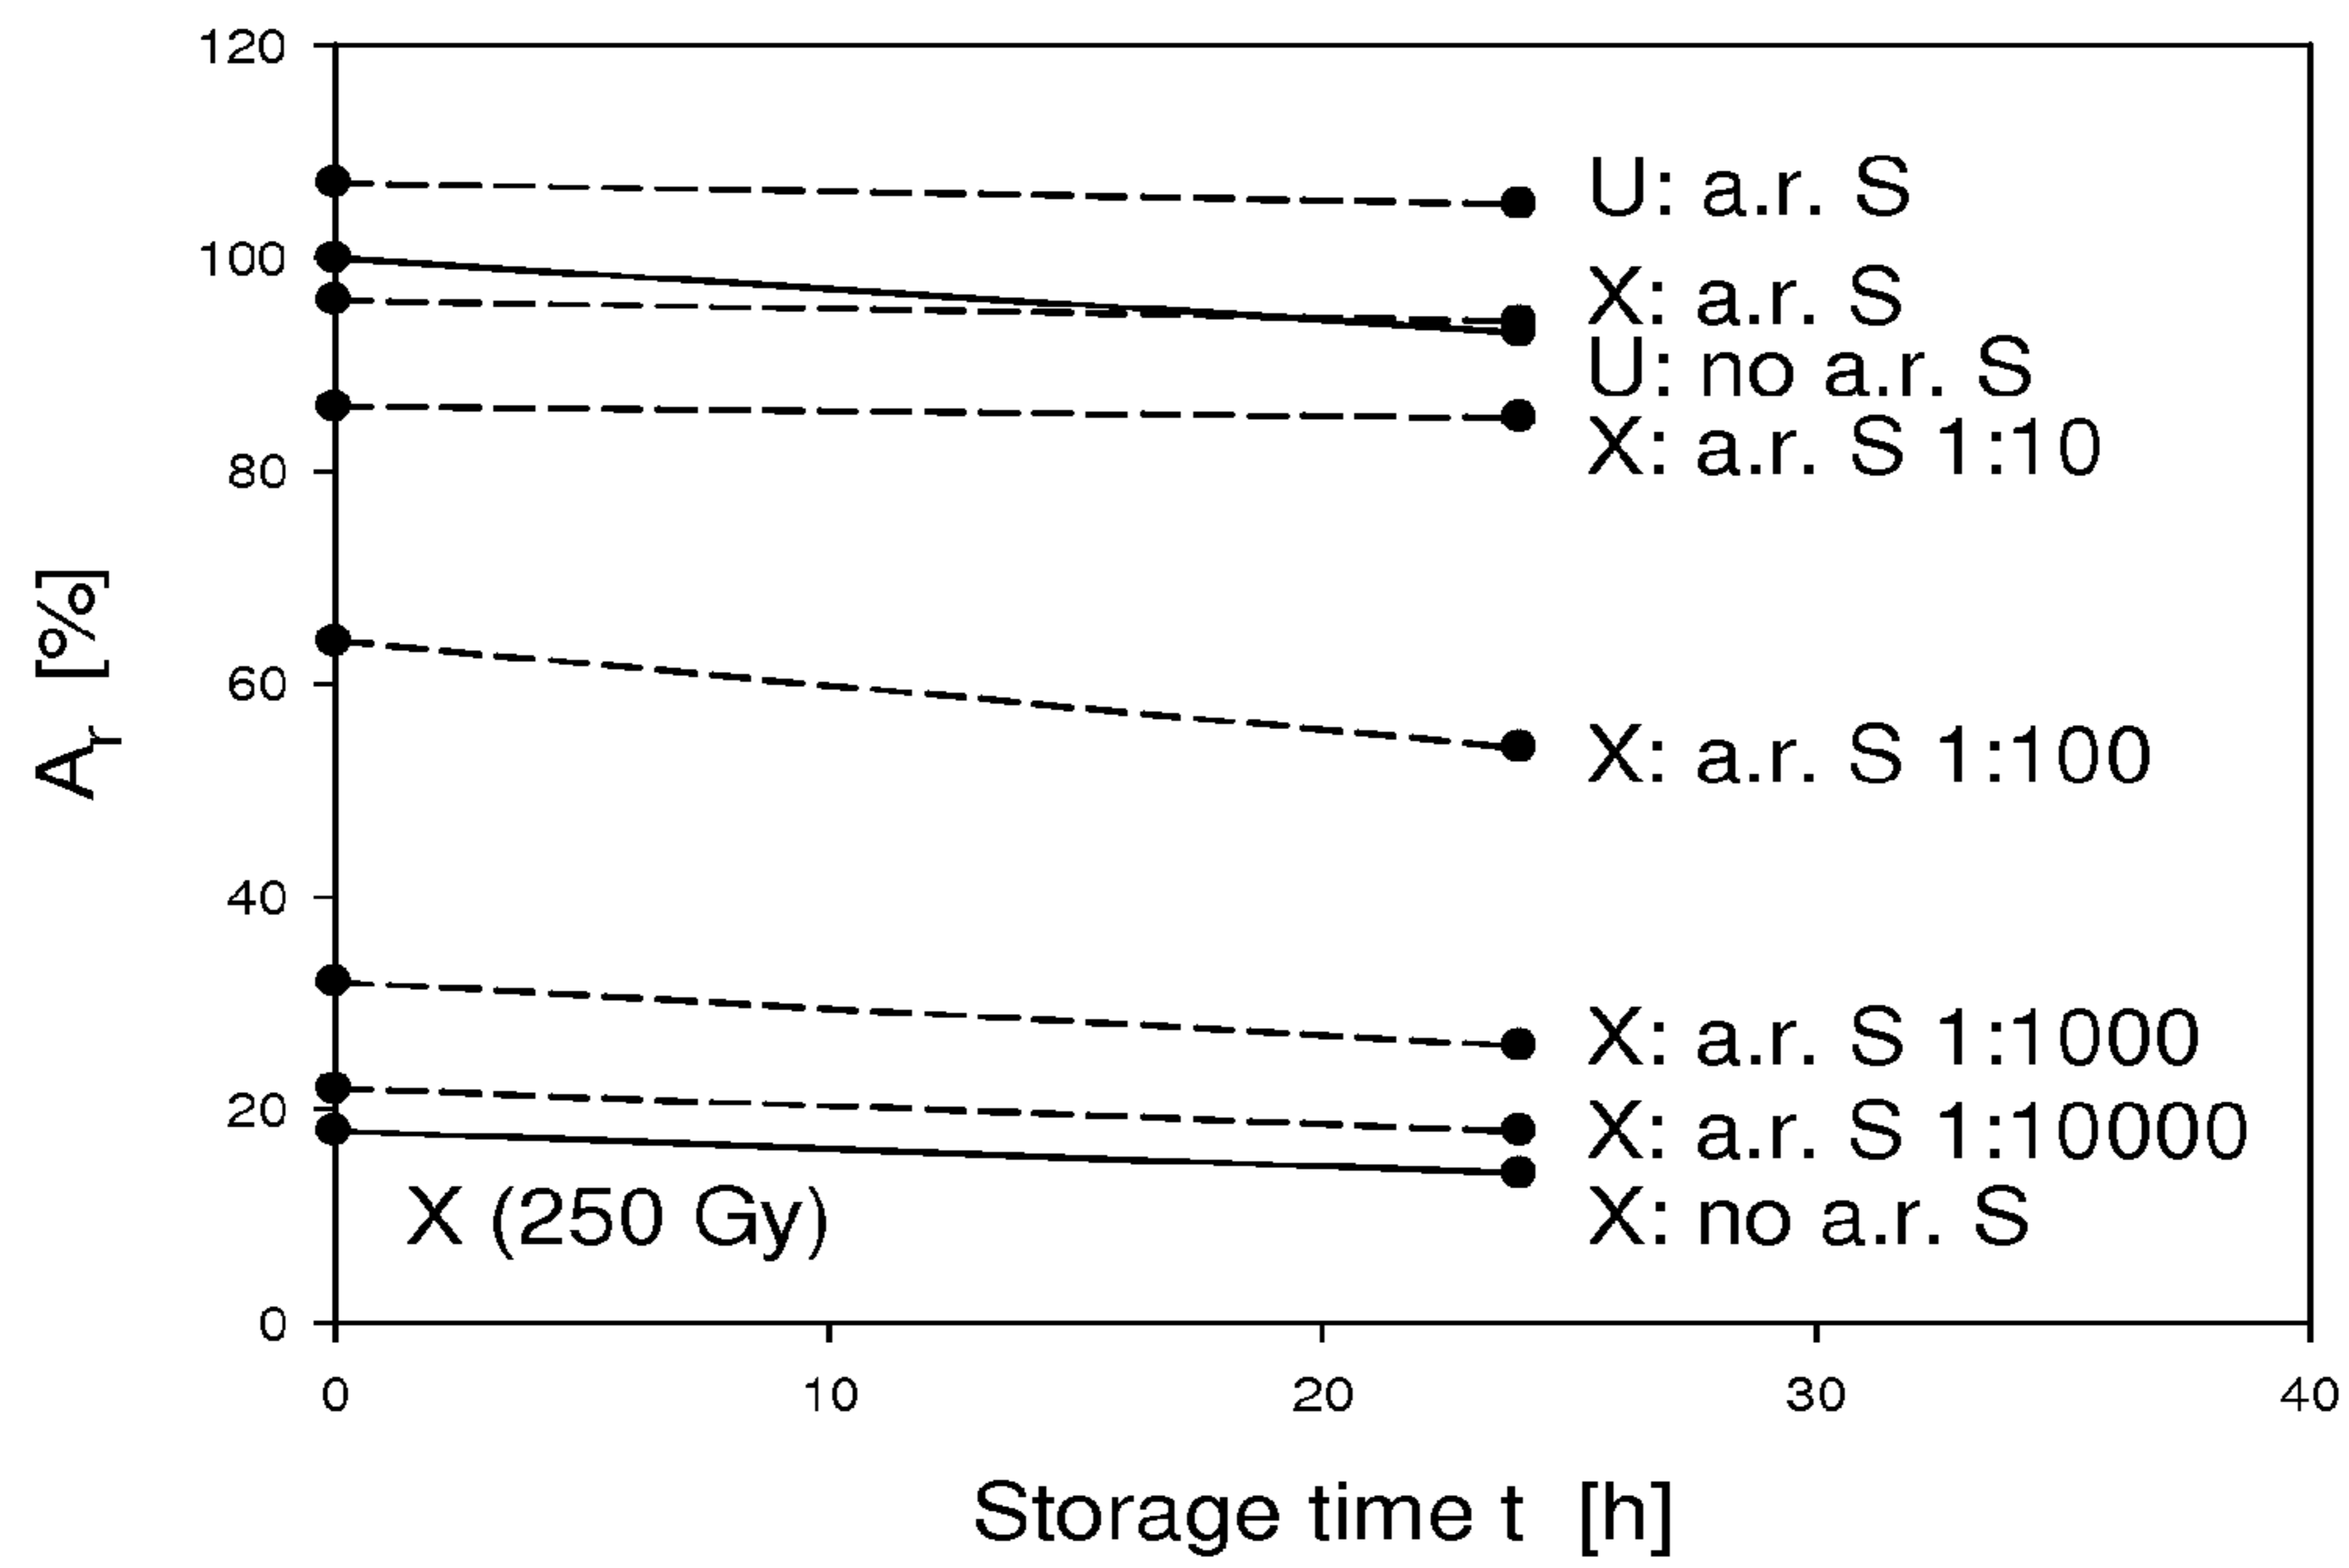 120
100
80
60
40
20
0
A_r [%]
U: a.r. S
X: a.r. S
U: no a.r. S
X: a.r. S 1:10
X: a.r. S 1:100
X: a.r. S 1:1000
X: a.r. S 1:10000
X: no a.r. S
X (250 Gy)
0 10 20 30 40
Storage time t [h]